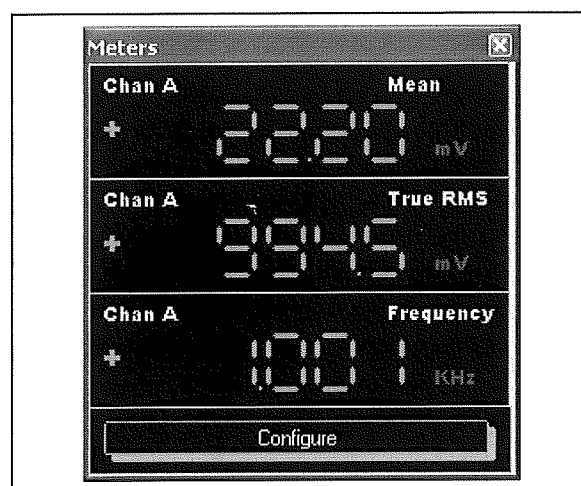 Meters
Chan A Mean
+ 22.20 mV
Chan A True RMS
+ 994.5 mV
Chan A Frequency
+ 1.001 KHz
Configure